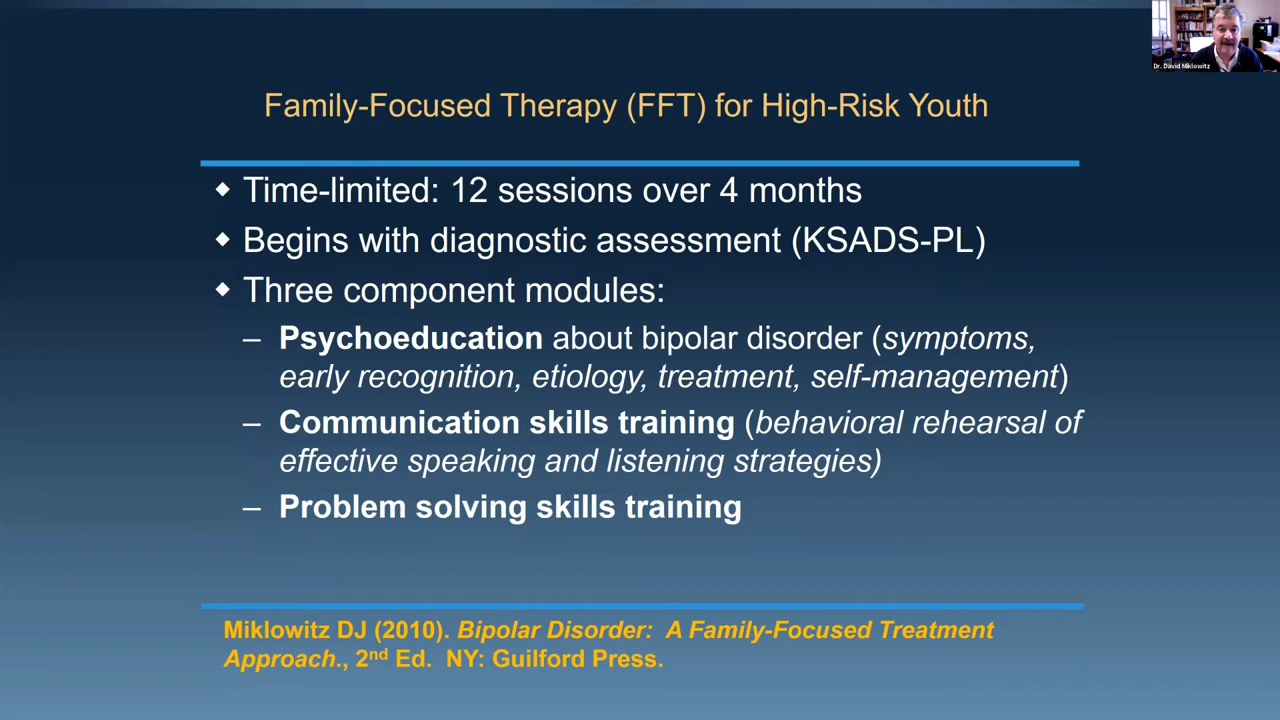 Dr. David Miklowitz
Family-Focused Therapy (FFT) for High-Risk Youth
◆ Time-limited: 12 sessions over 4 months
◆ Begins with diagnostic assessment (KSADS-PL)
◆ Three component modules:
– Psychoeducation about bipolar disorder (symptoms,
early recognition, etiology, treatment, self-management)
– Communication skills training (behavioral rehearsal of
effective speaking and listening strategies)
– Problem solving skills training
Miklowitz DJ (2010). Bipolar Disorder: A Family-Focused Treatment
Approach., 2nd Ed. NY: Guilford Press.